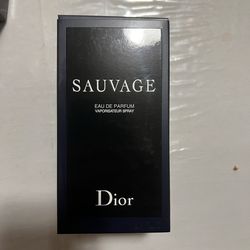 SAUVAGE
EAU DE PARFUM
VAPORISATEUR SPRAY
Dior